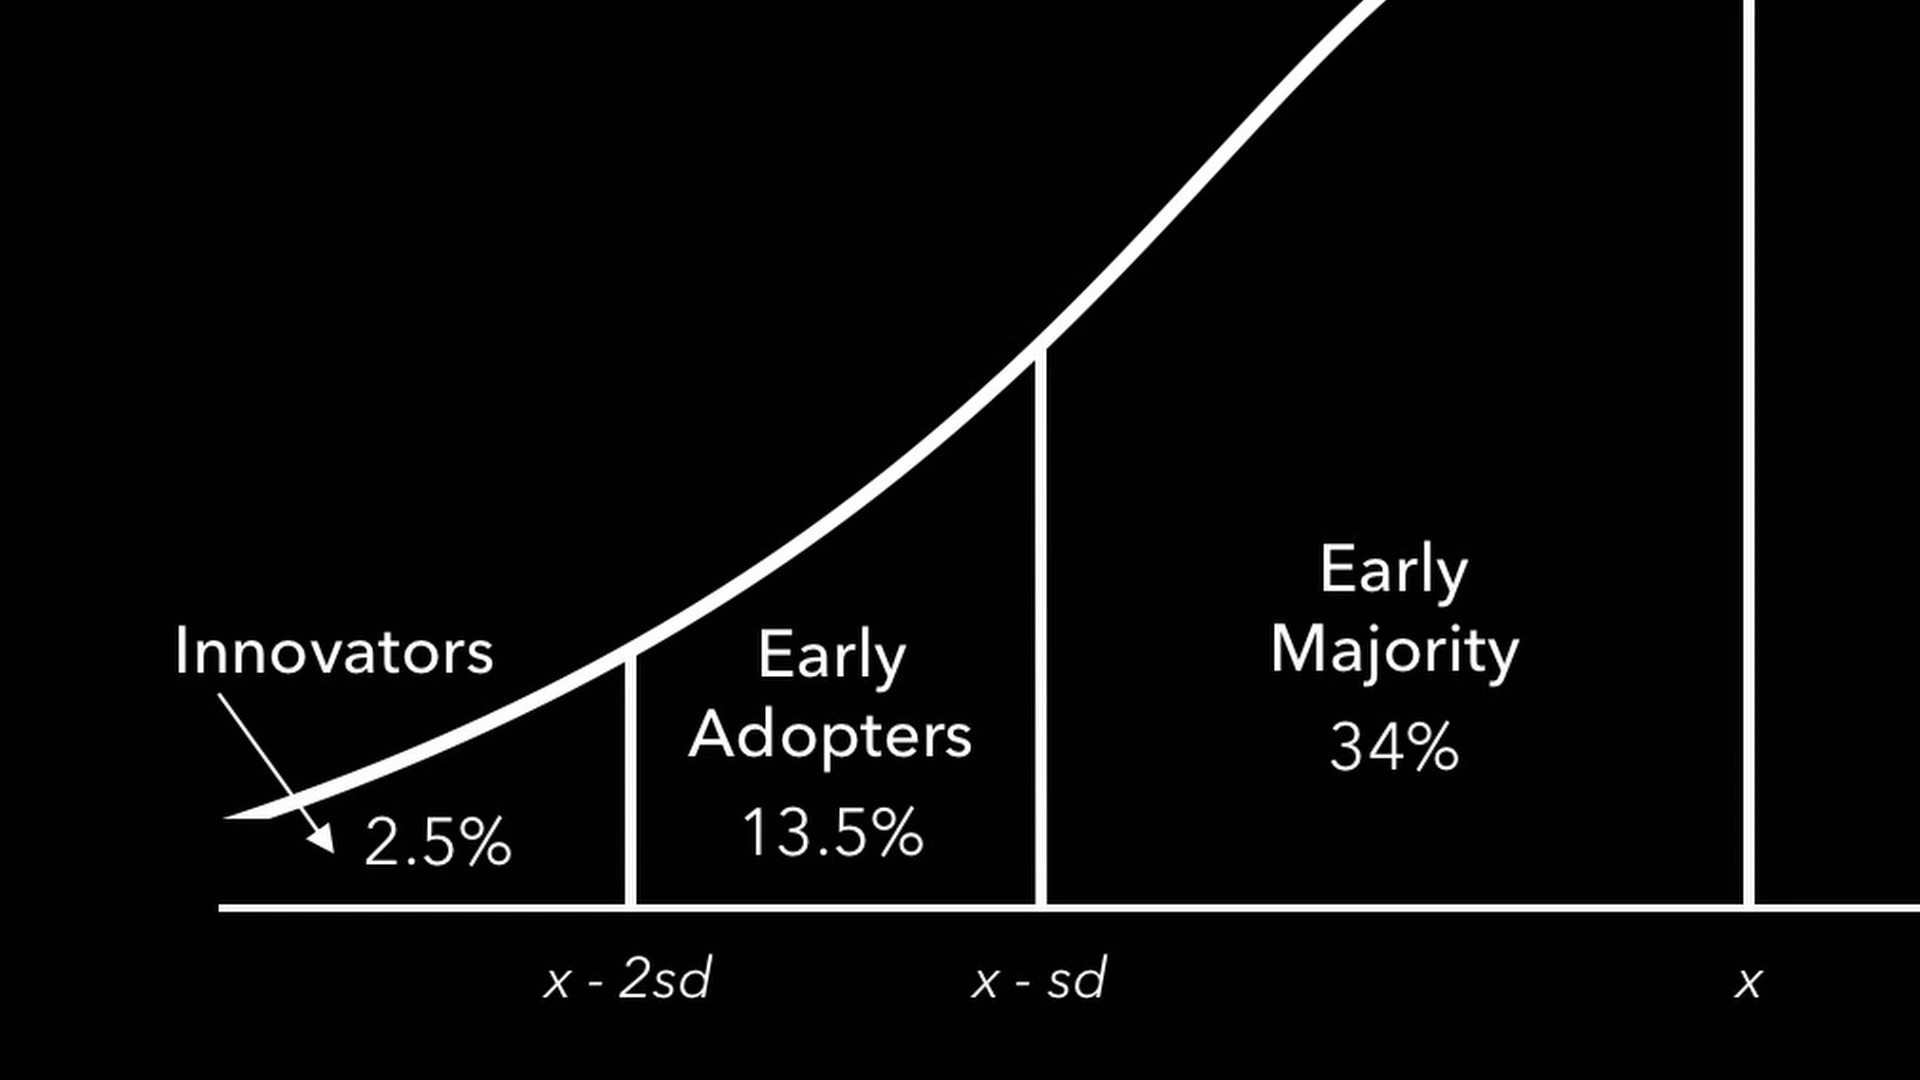 Innovators
2.5%
Early
Adopters
13.5%
Early
Majority
34%
x - 2sd
x - sd
x